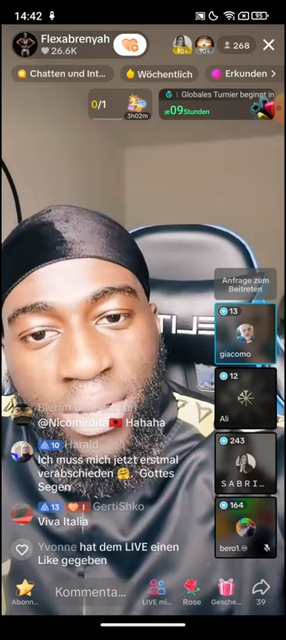 14:42
95
Flexabrenyah
26.6K
268
Chatten und Int...
Wöchentlich
Erkunden
0/1
3h02m
Globales Turnier beginnt in
09 Stunden
Anfrage zum
Beitreten
13
giacomo
12
Ali
243
SABRI...
164
bero1.
@Nicom
Hahaha
10 Harald
Ich muss mich jetzt erstmal
verabschieden 🤗. Gottes
Segen
13 GertiShko
Viva Italia
Yvonne hat dem LIVE einen
Like gegeben
Abonn...
Kommenta...
LIVE mi...
Rose
Gesche...
39